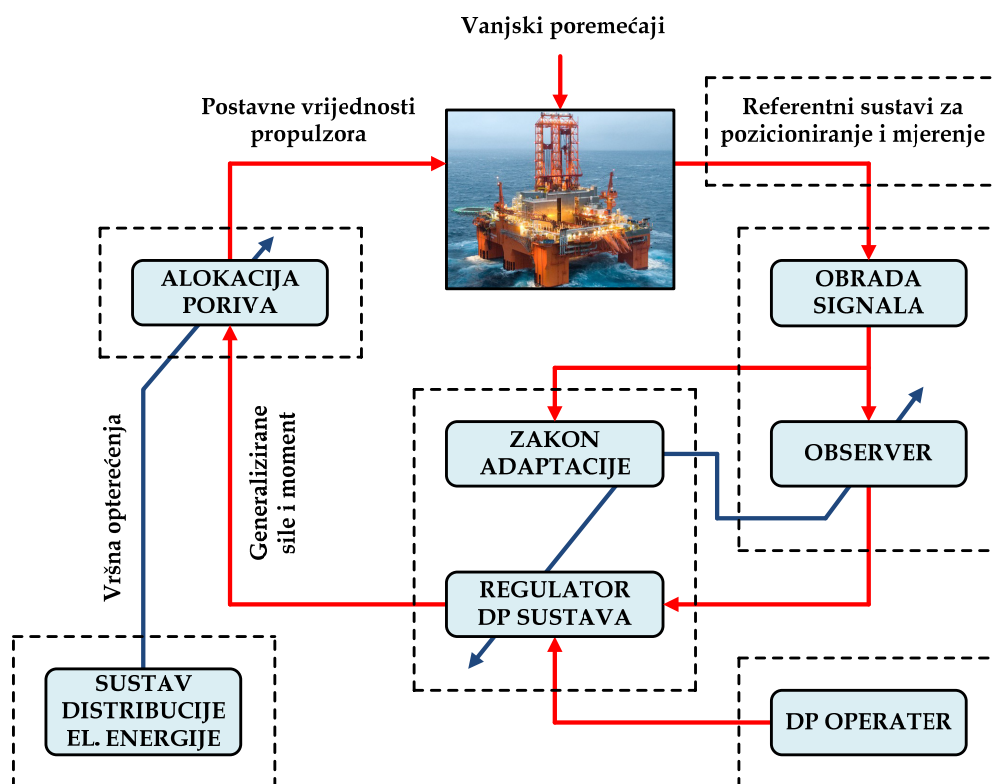 Vanjski poremećaji
Postavne vrijednosti
propulzora
Referentni sustavi za
pozicioniranje i mjerenje
ALOKACIJA
PORIVA
OBRADA
SIGNALA
Vršna opterećenja
Generalizirane
sile i moment
ZAKON
ADAPTACIJE
OBSERVER
REGULATOR
DP SUSTAVA
SUSTAV
DISTRIBUCIJE
EL. ENERGIJE
DP OPERATER